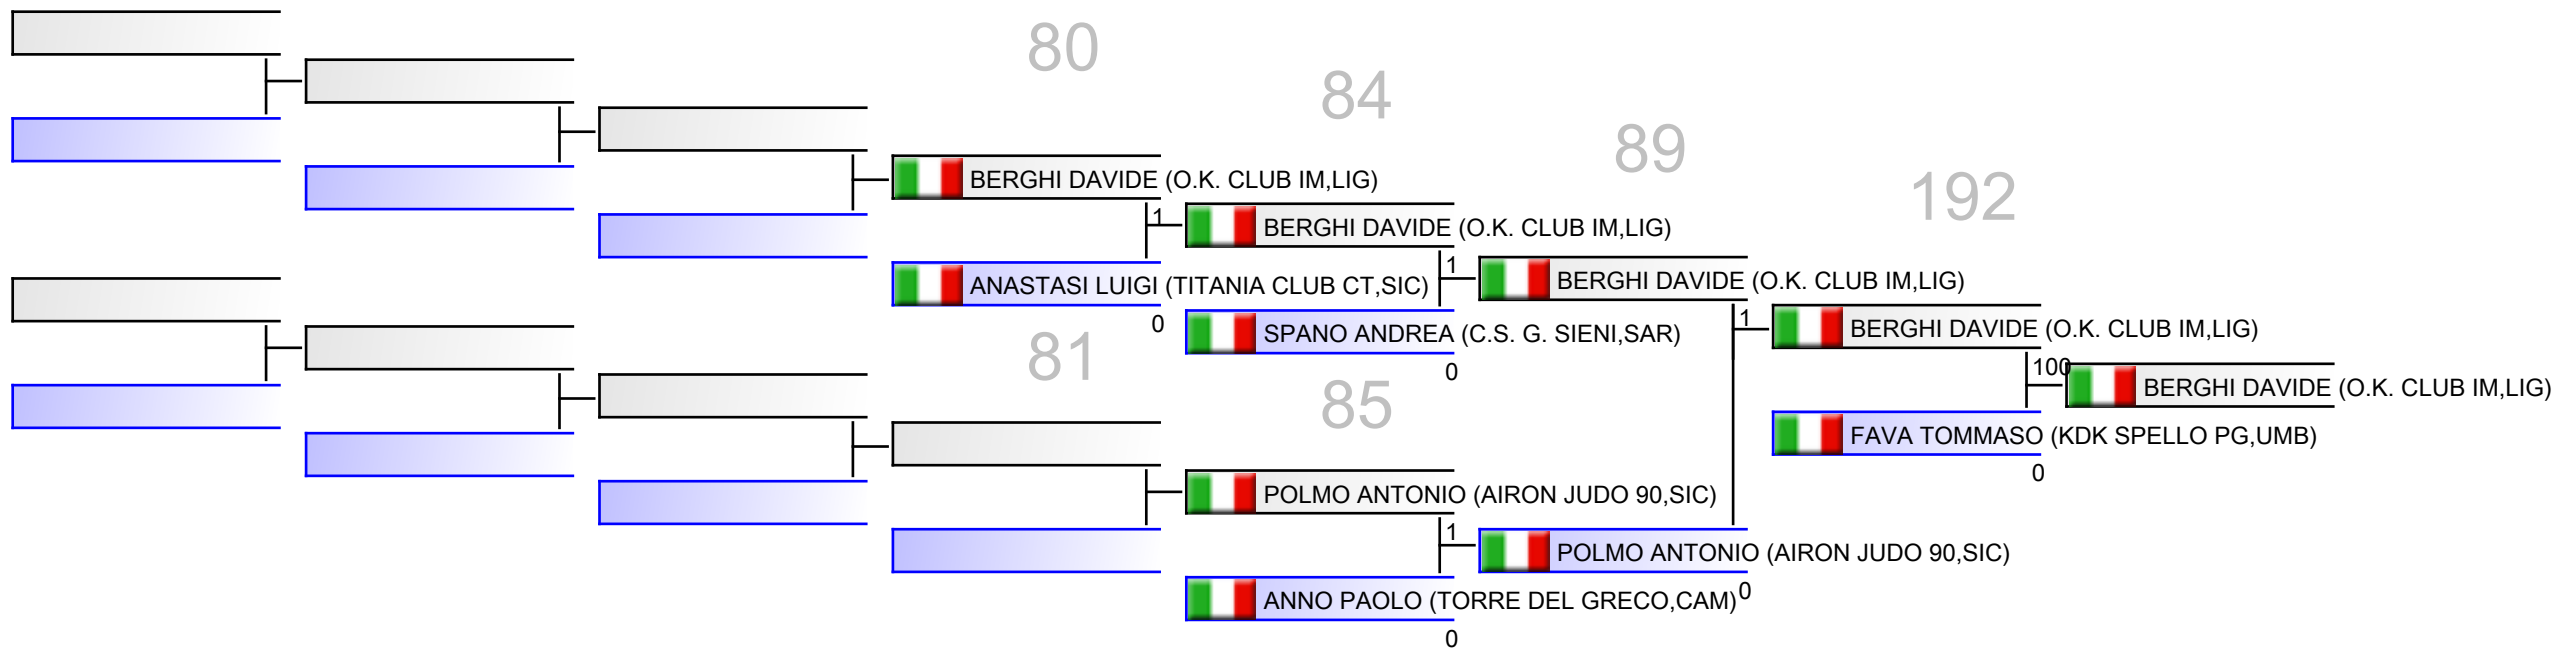 80
84
89
192
BERGHI DAVIDE (O.K. CLUB IM,LIG)
1
BERGHI DAVIDE (O.K. CLUB IM,LIG)
ANASTASI LUIGI (TITANIA CLUB CT,SIC)
0
1
BERGHI DAVIDE (O.K. CLUB IM,LIG)
SPANO ANDREA (C.S. G. SIENI,SAR)
0
1
BERGHI DAVIDE (O.K. CLUB IM,LIG)
81
85
100
BERGHI DAVIDE (O.K. CLUB IM,LIG)
FAVA TOMMASO (KDK SPELLO PG,UMB)
0
POLMO ANTONIO (AIRON JUDO 90,SIC)
1
POLMO ANTONIO (AIRON JUDO 90,SIC)
0
ANNO PAOLO (TORRE DEL GRECO,CAM)
0